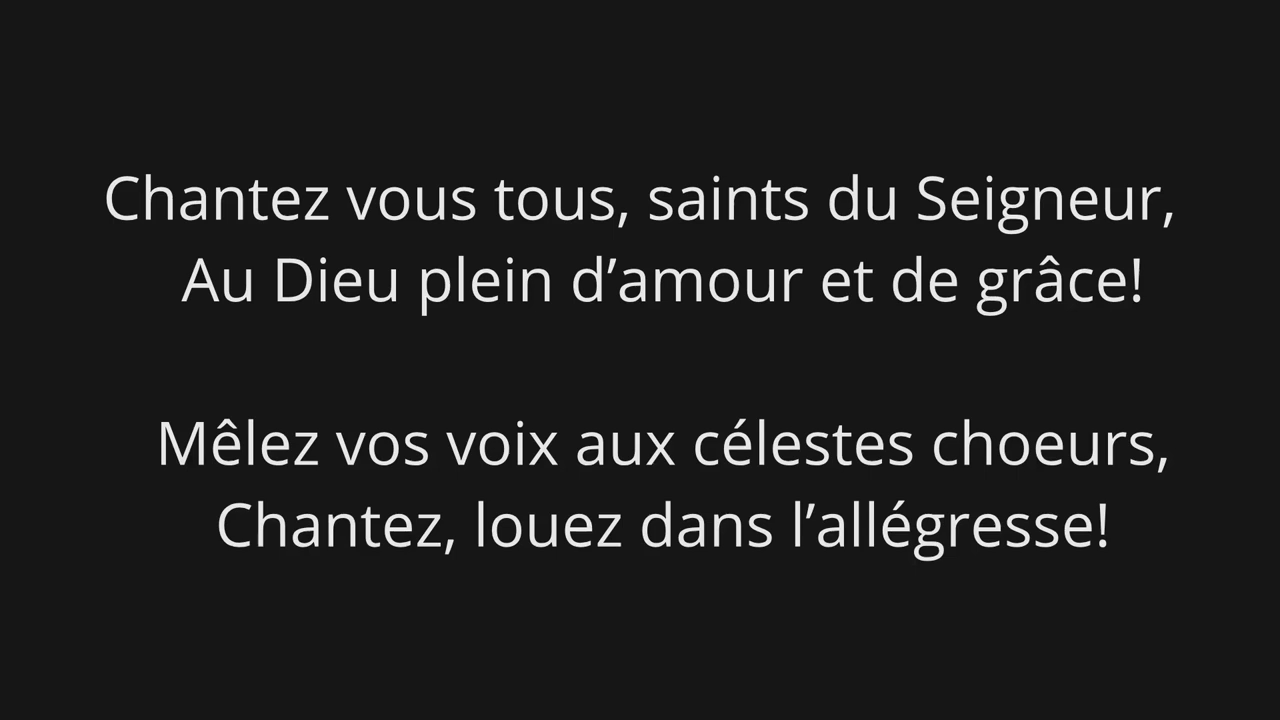 Chantez vous tous, saints du Seigneur,
Au Dieu plein d’amour et de grâce!
Mêlez vos voix aux célestes choeurs,
Chantez, louez dans l’allégresse!